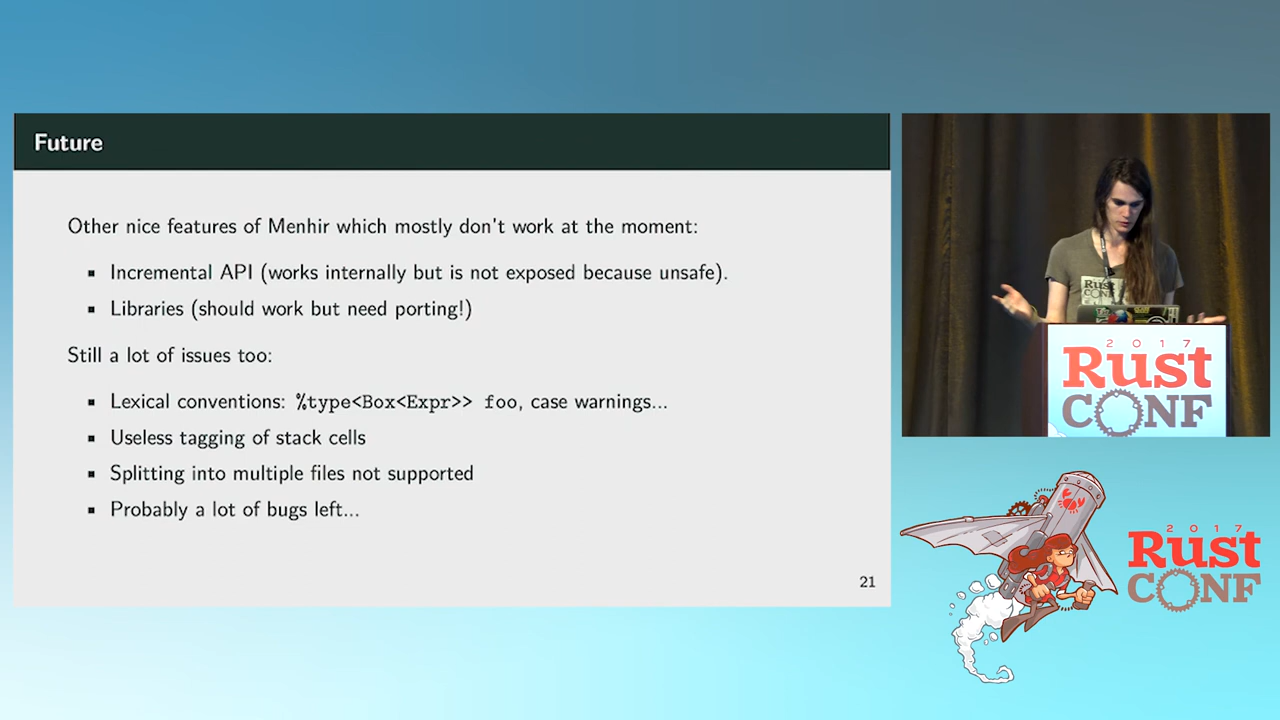 Future
Other nice features of Menhir which mostly don't work at the moment:
▪ Incremental API (works internally but is not exposed because unsafe).
▪ Libraries (should work but need porting!)
Still a lot of issues too:
▪ Lexical conventions: %type<Box<Expr>> foo, case warnings...
▪ Useless tagging of stack cells
▪ Splitting into multiple files not supported
▪ Probably a lot of bugs left...
21
Rust
CONF
2017
Rust
CONF
2017
Rust
CONF